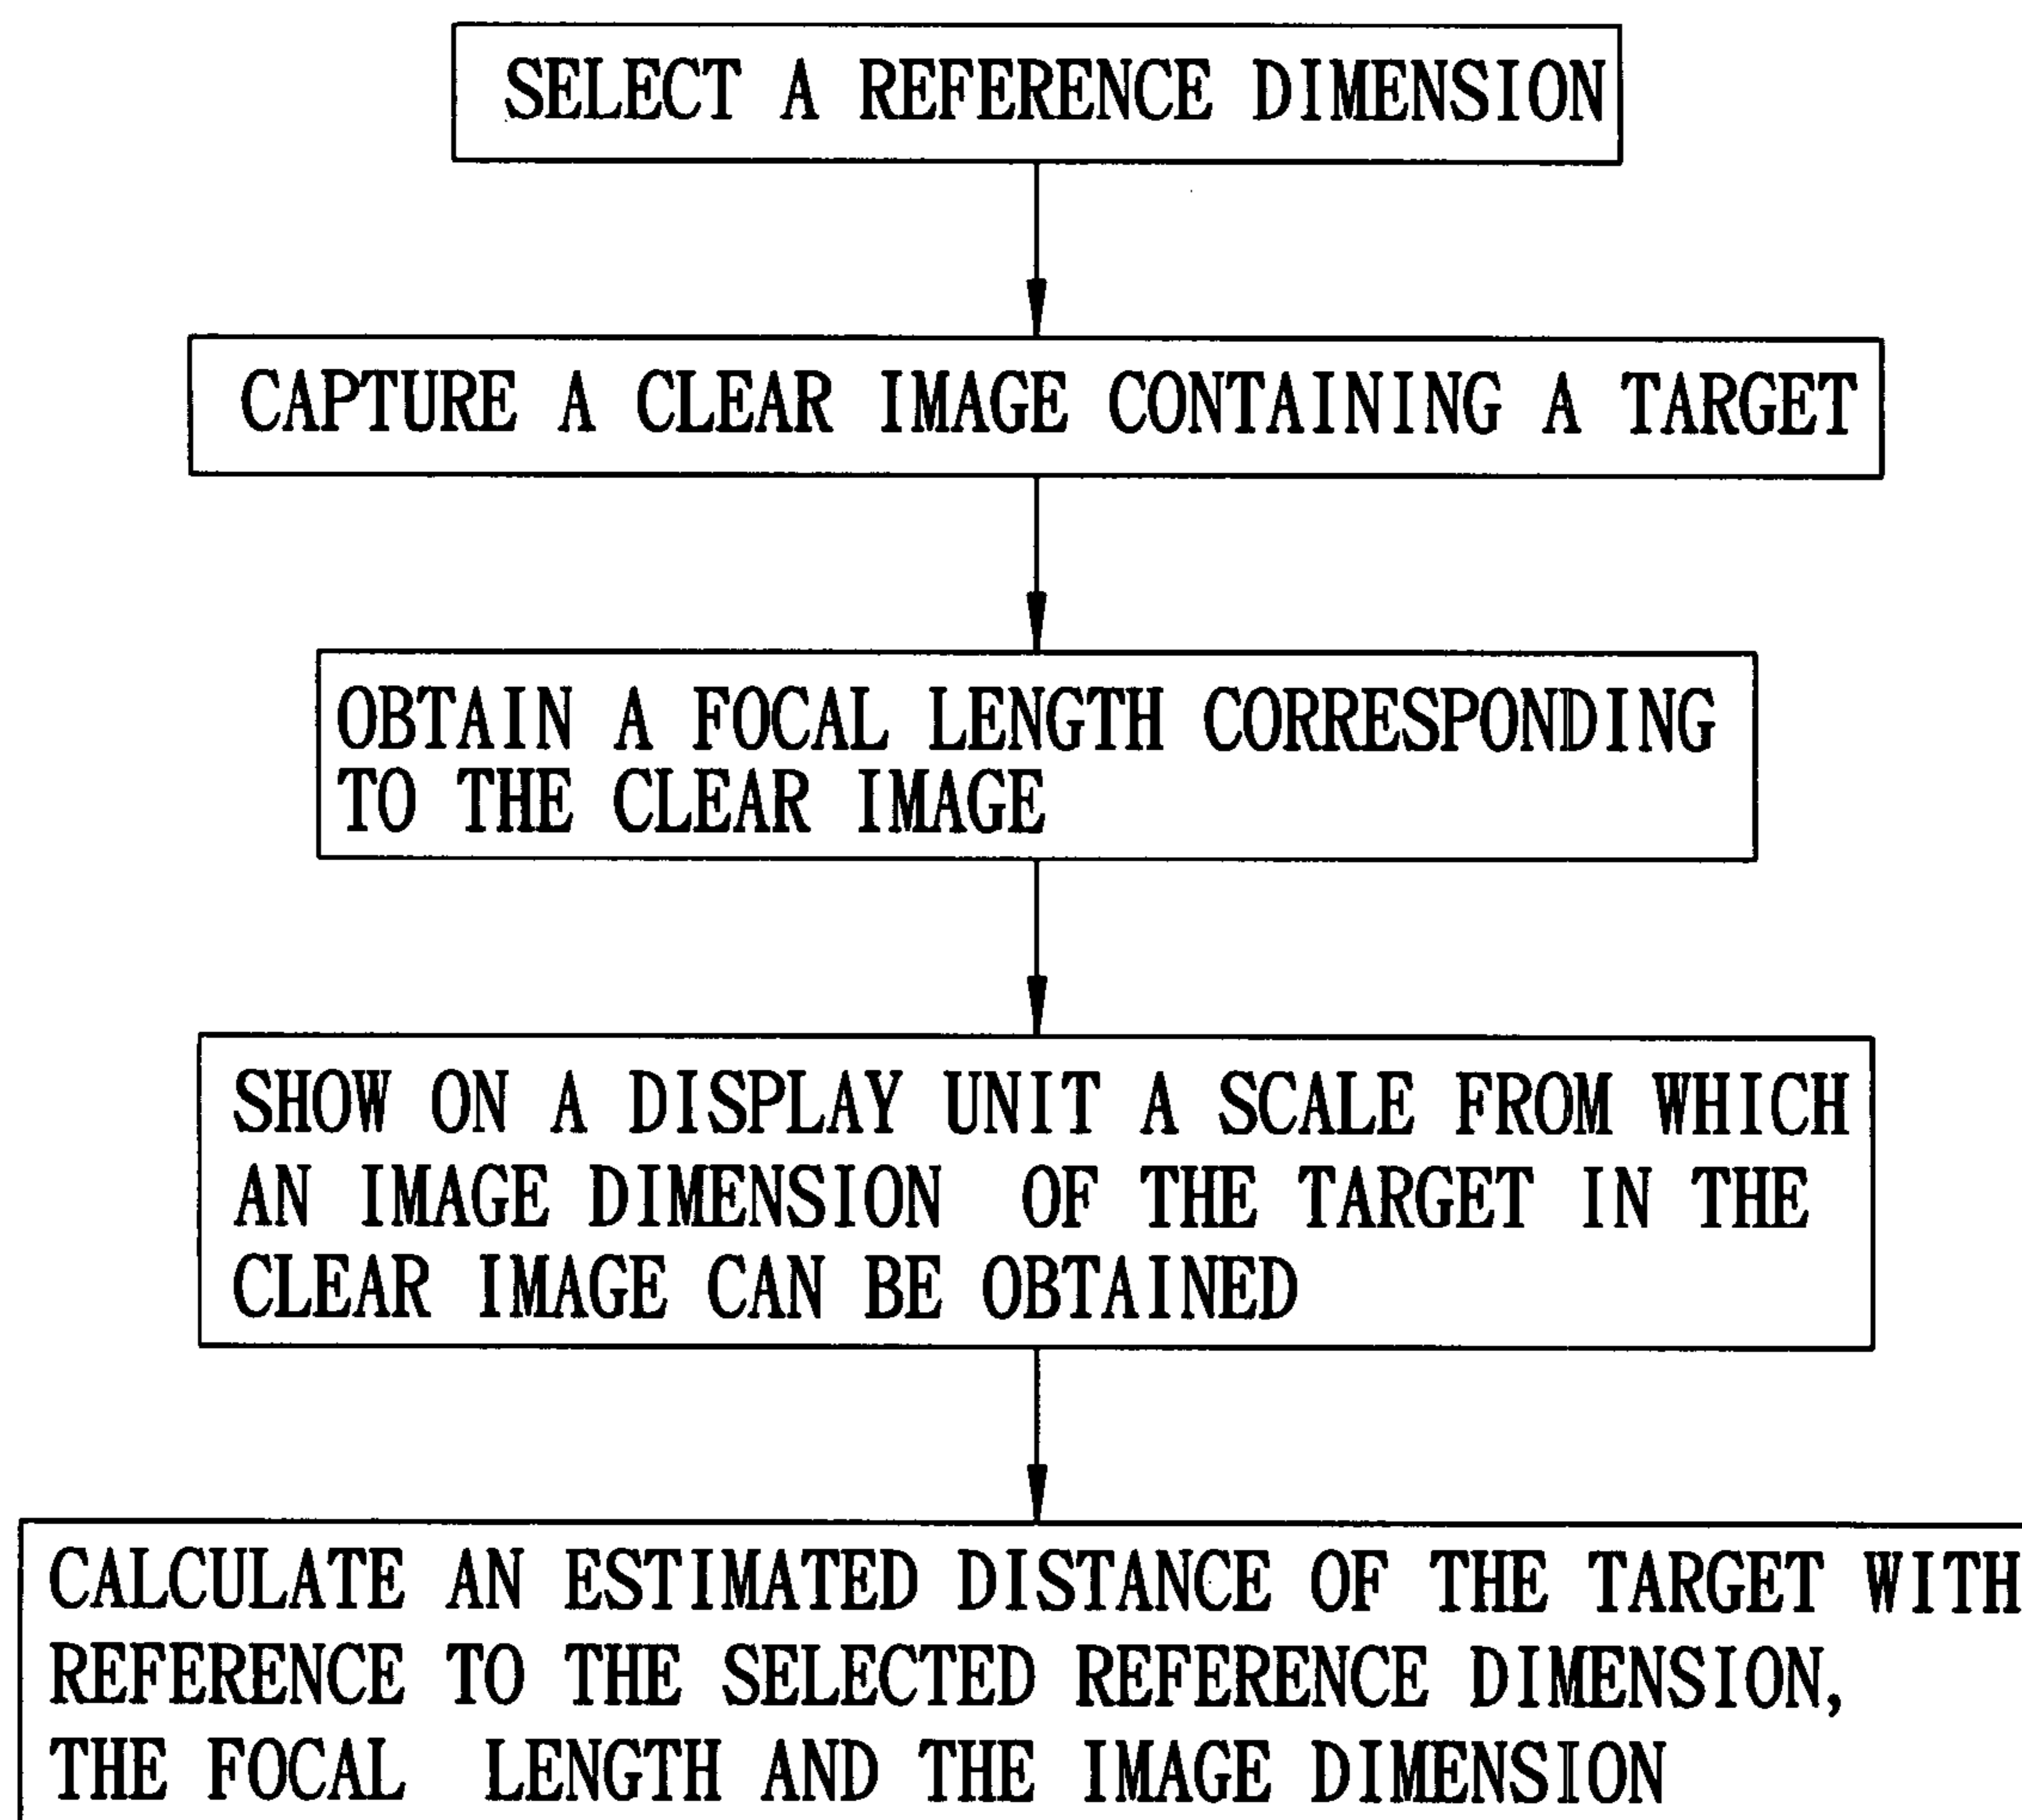 SELECT A REFERENCE DIMENSION
CAPTURE A CLEAR IMAGE CONTAINING A TARGET
OBTAIN A FOCAL LENGTH CORRESPONDING
TO THE CLEAR IMAGE
SHOW ON A DISPLAY UNIT A SCALE FROM WHICH
AN IMAGE DIMENSION OF THE TARGET IN THE
CLEAR IMAGE CAN BE OBTAINED
CALCULATE AN ESTIMATED DISTANCE OF THE TARGET WITH
REFERENCE TO THE SELECTED REFERENCE DIMENSION,
THE FOCAL LENGTH AND THE IMAGE DIMENSION